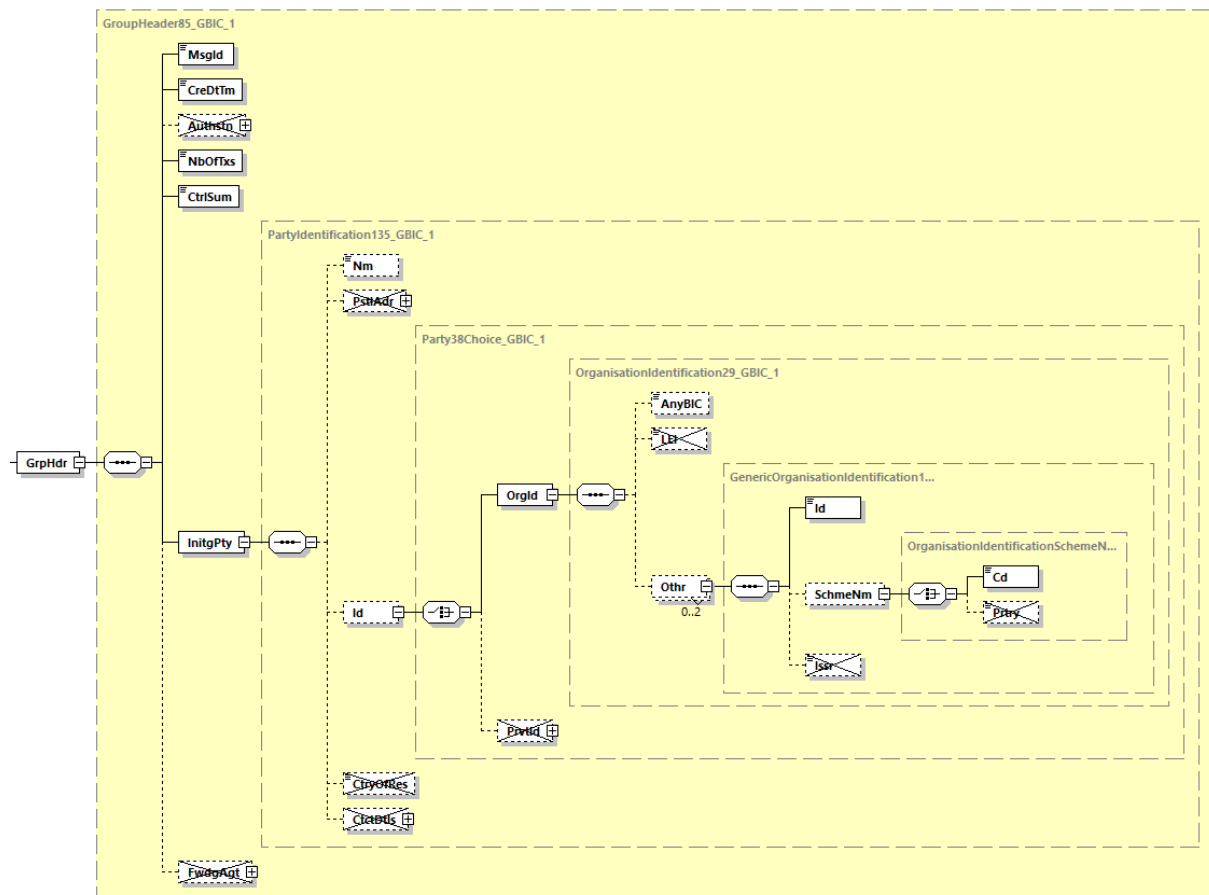 GroupHeader85_GBIC_1
MsgId
CreDtTm
Authstn
NbOfTxs
CtrlSum
PartyIdentification135_GBIC_1
Nm
PstlAdr
Party38Choice_GBIC_1
OrganisationIdentification29_GBIC_1
AnyBIC
LEI
GrpHdr
GenericOrganisationIdentification1...
OrgId
Id
OrganisationIdentificationSchemeN...
InitgPty
Cd
Othr
SchmeNm
Id
0..2
Prtry
Issr
PrvtId
CtryOfRes
CtctDtls
FwdgAgt